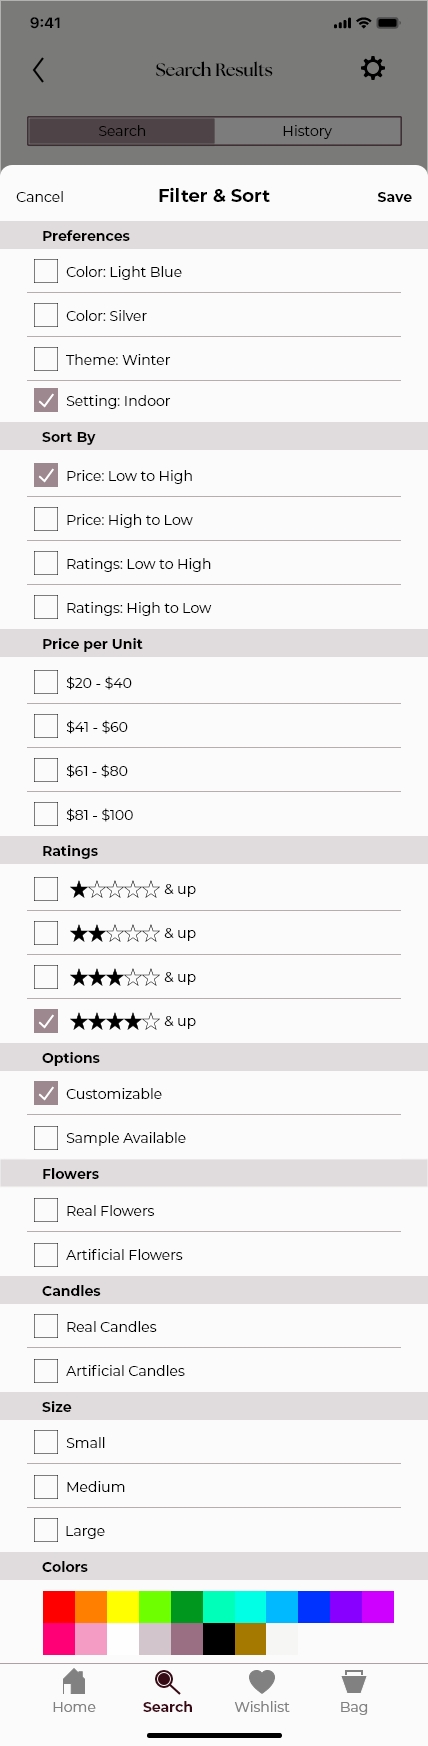 9:41
Search Results
Search History
Cancel Filter & Sort Save
Preferences
Color: Light Blue
Color: Silver
Theme: Winter
Setting: Indoor
Sort By
Price: Low to High
Price: High to Low
Ratings: Low to High
Ratings: High to Low
Price per Unit
$20 - $40
$41 - $60
$61 - $80
$81 - $100
Ratings
& up
& up
& up
& up
Options
Customizable
Sample Available
Flowers
Real Flowers
Artificial Flowers
Candles
Real Candles
Artificial Candles
Size
Small
Medium
Large
Colors
Home Search Wishlist Bag